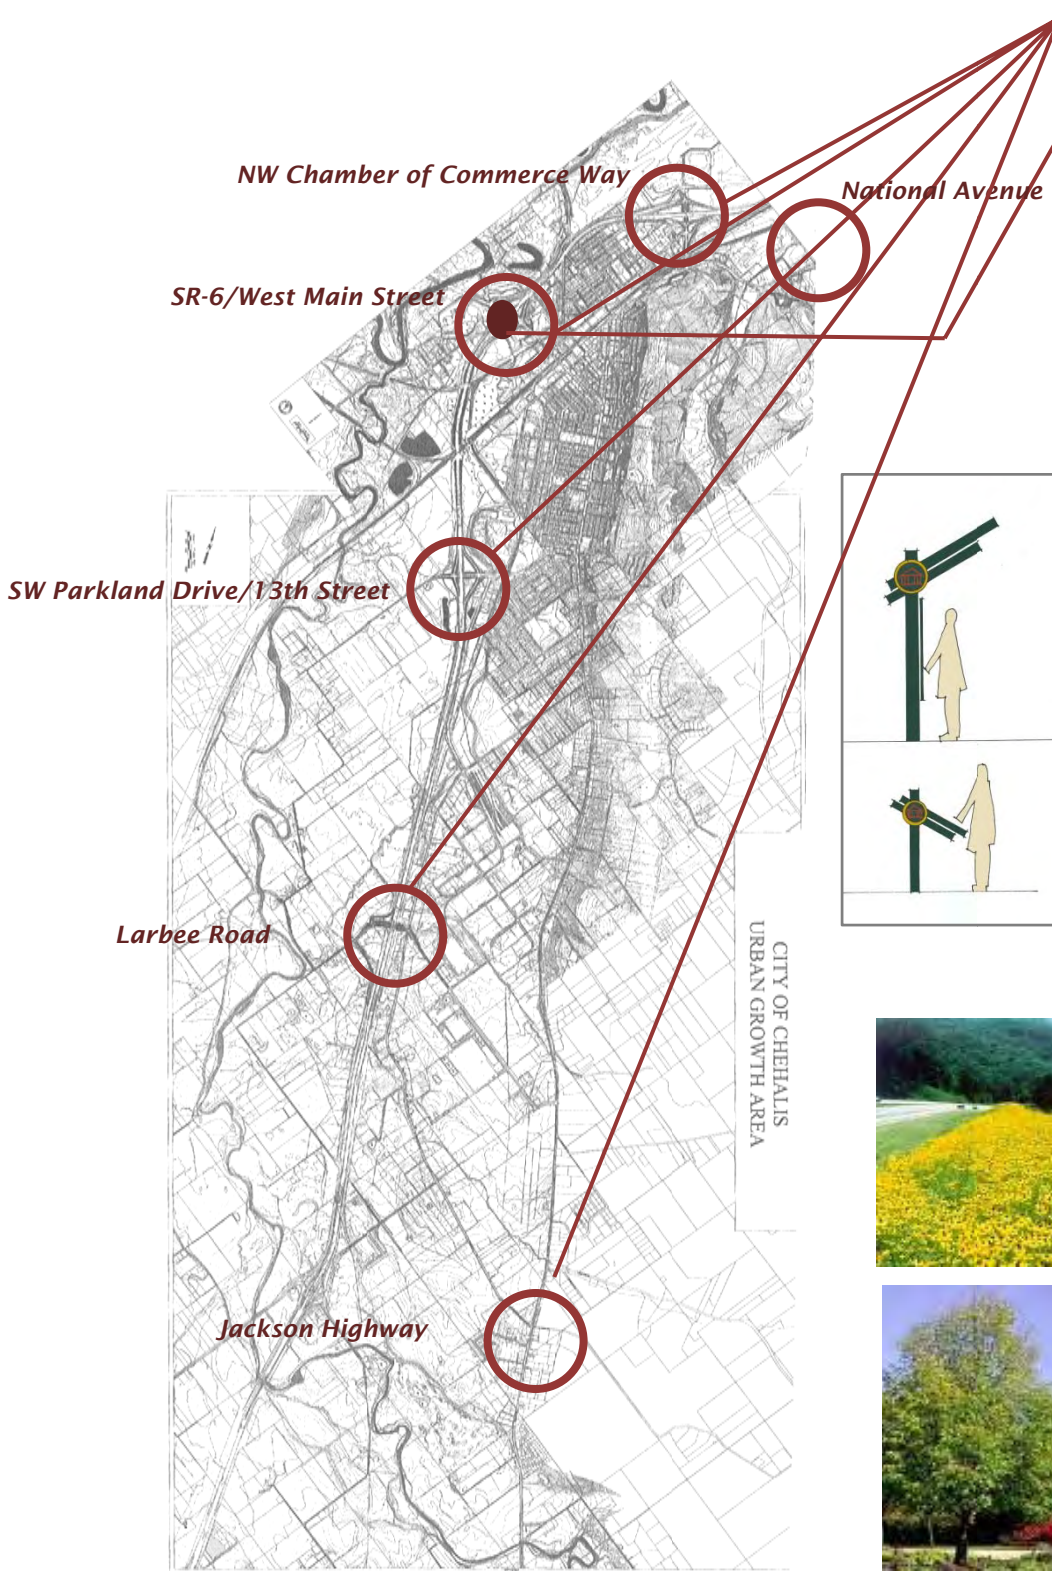 NW Chamber of Commerce Way
National Avenue
SR-6/West Main Street
SW Parkland Drive/13th Street
Larbee Road
CITY OF CHEHALIS
URBAN GROWTH AREA
Jackson Highway